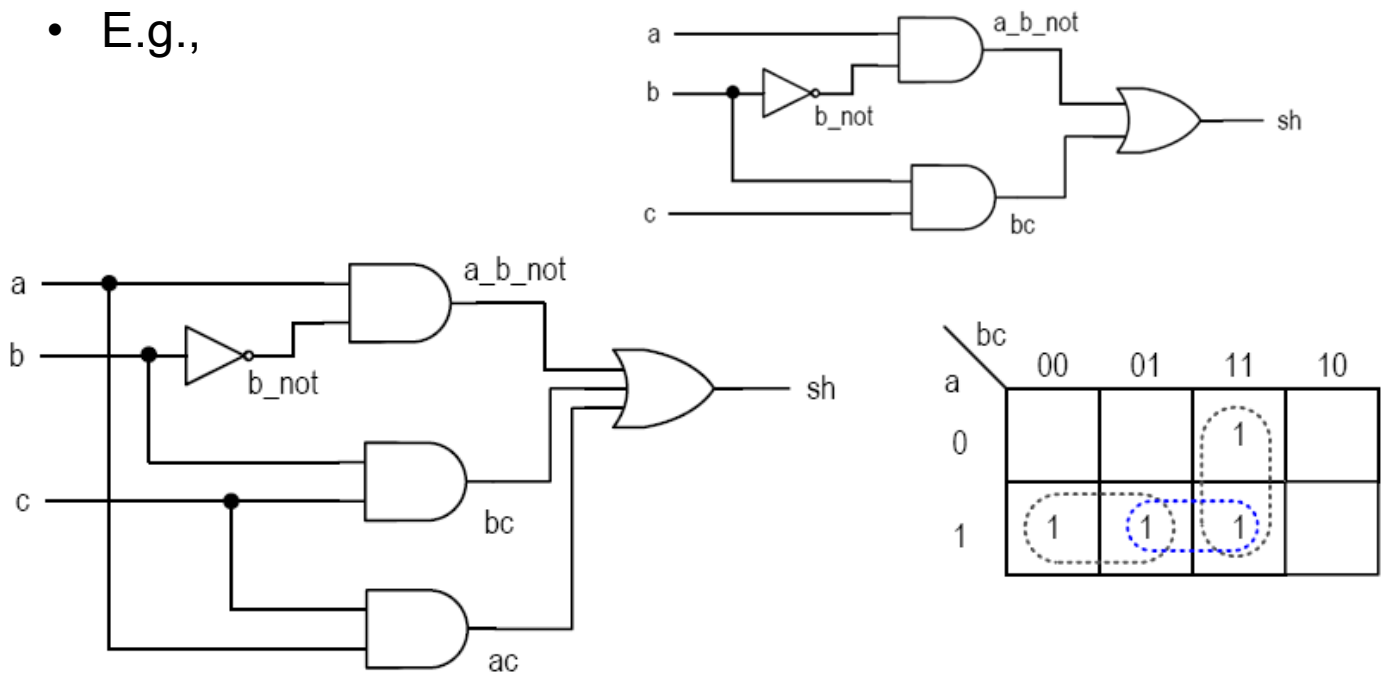 • E.g.,
a
a_b_not
b
b_not
sh
c
bc
a
a_b_not
b
b_not
sh
c
bc
ac
bc
a
00 01 11 10
0
1
1
1 1 1